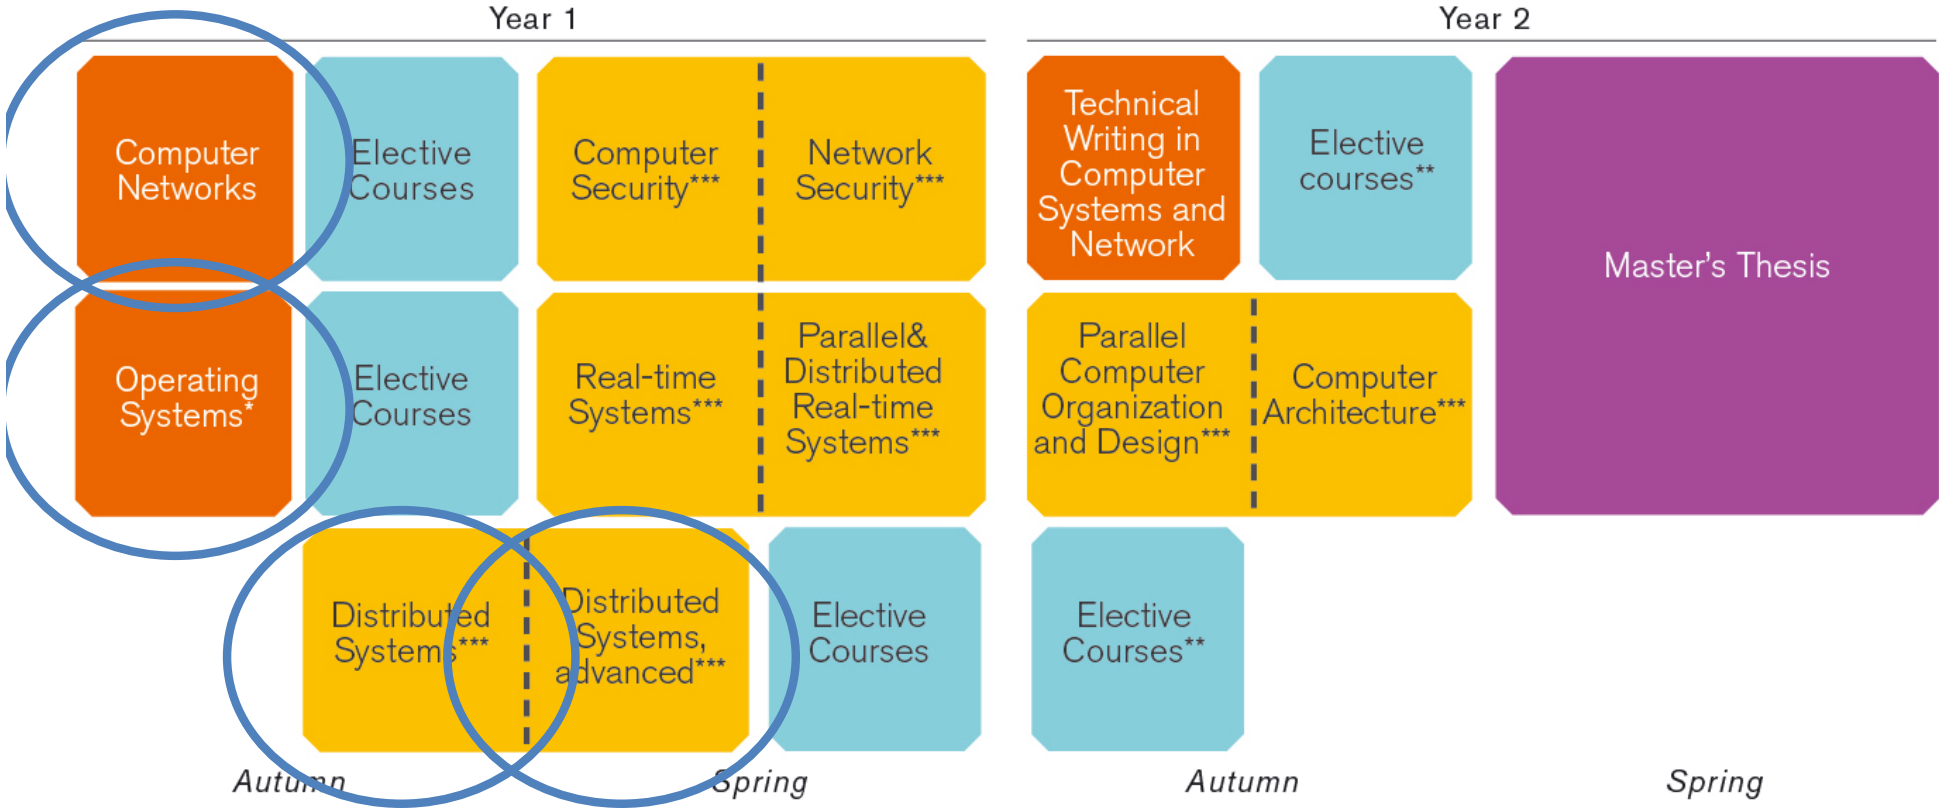 Year 1
Year 2
Computer
Networks
Elective
Courses
Computer
Security***
Network
Security***
Technical
Writing in
Computer
Systems and
Network
Elective
courses**
Master's Thesis
Operating
Systems*
Elective
Courses
Real-time
Systems***
Parallel&
Distributed
Real-time
Systems***
Parallel
Computer
Organization
and Design***
Computer
Architecture***
Distributed
Systems***
Distributed
Systems,
advanced***
Elective
Courses
Elective
Courses**
Autumn
Spring
Autumn
Spring